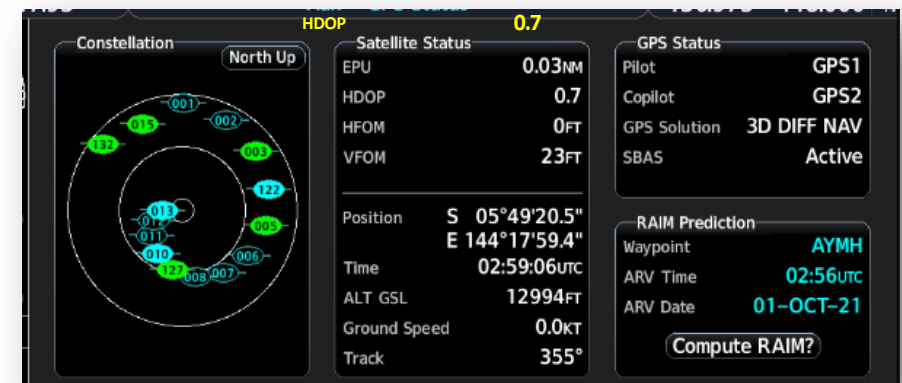 HDOP 0.7
Constellation
North Up
001
002
015
132
003
122
013
012
005
011
010
006
127
008
007
Satellite Status
EPU 0.03NM
HDOP 0.7
HFOM 0FT
VFOM 23FT
Position S 05°49'20.5"
E 144°17'59.4"
Time 02:59:06UTC
ALT GSL 12994FT
Ground Speed 0.0KT
Track 355°
GPS Status
Pilot GPS1
Copilot GPS2
GPS Solution 3D DIFF NAV
SBAS Active
RAIM Prediction
Waypoint AYMH
ARV Time 02:56UTC
ARV Date 01-OCT-21
Compute RAIM?